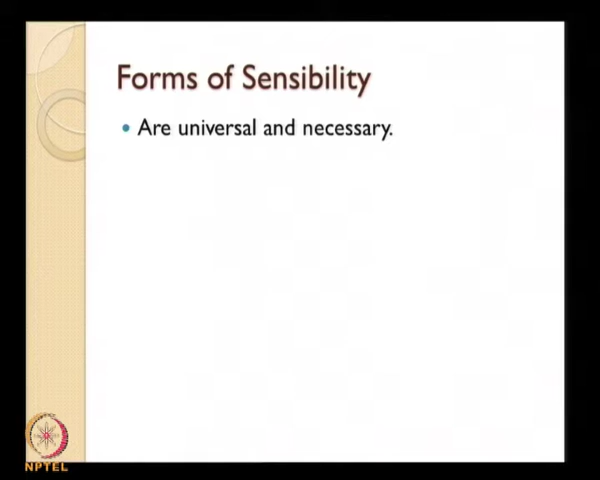 Forms of Sensibility
Are universal and necessary.
NPTEL